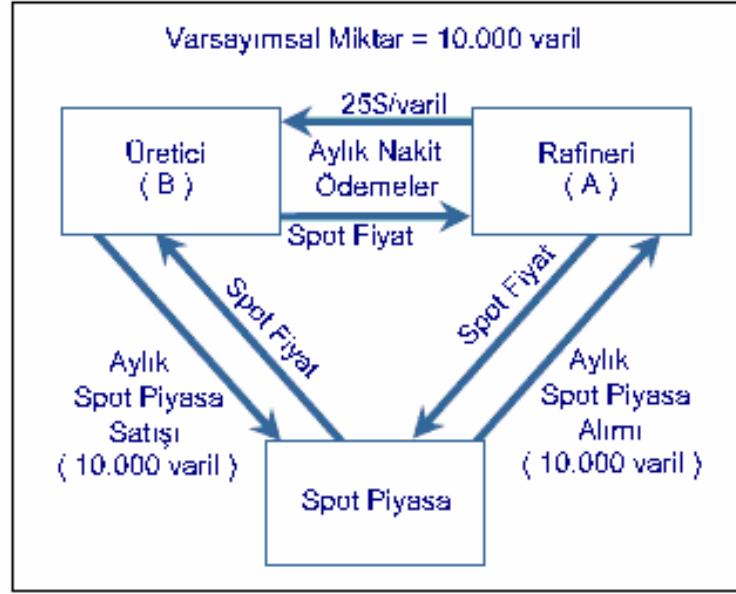 Varsayımsal Miktar = 10.000 varil
25S/varil
Üretici
( B )
Aylık Nakit
Ödemeler
Rafineri
( A )
Spot Fiyat
Spot Fiyat
Spot Fiyat
Aylık
Spot Piyasa
Satışı
( 10.000 varil )
Aylık
Spot Piyasa
Alımı
( 10.000 varil )
Spot Piyasa